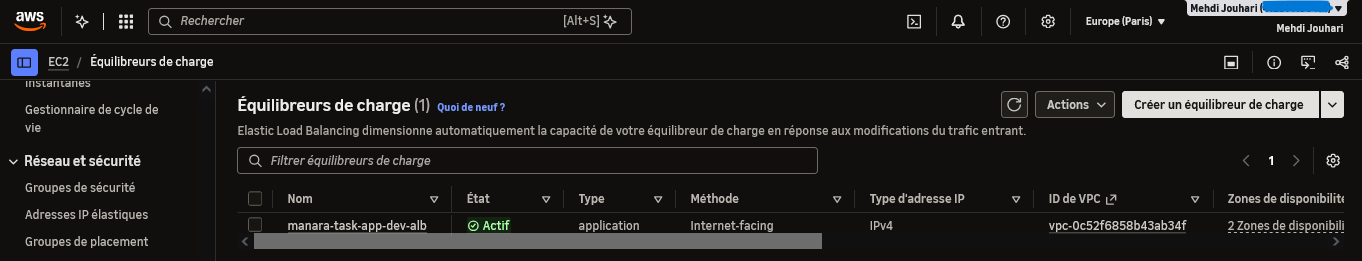 aws
Rechercher
[Alt+S]
Europe (Paris)
Mehdi Jouhari (
Mehdi Jouhari
EC2 / Équilibreurs de charge
Instantanés
Gestionnaire de cycle de
vie
Réseau et sécurité
Groupes de sécurité
Adresses IP élastiques
Groupes de placement
Équilibreurs de charge (1) Quoi de neuf ?
Actions
Créer un équilibreur de charge
Elastic Load Balancing dimensionne automatiquement la capacité de votre équilibreur de charge en réponse aux modifications du trafic entrant.
Filtrer équilibreurs de charge
1
Nom État Type Méthode Type d'adresse IP ID de VPC Zones de disponibilité
manara-task-app-dev-alb Actif application Internet-facing IPv4 vpc-0c52f6858b43ab34f 2 Zones de disponibili